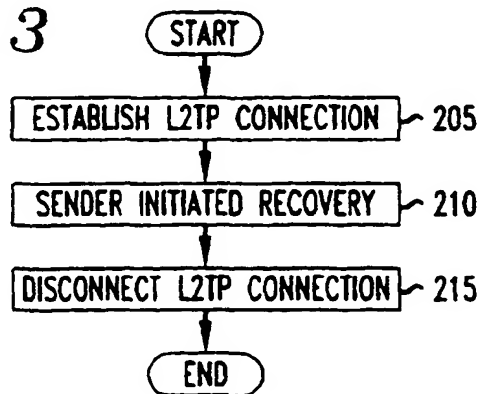 3
START
ESTABLISH L2TP CONNECTION 205
SENDER INITIATED RECOVERY 210
DISCONNECT L2TP CONNECTION 215
END